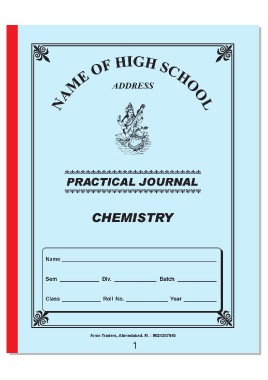 NAME OF HIGH SCHOOL
ADDRESS
PRACTICAL JOURNAL
CHEMISTRY
Name
Sem Div. Batch
Class Roll No. Year
1